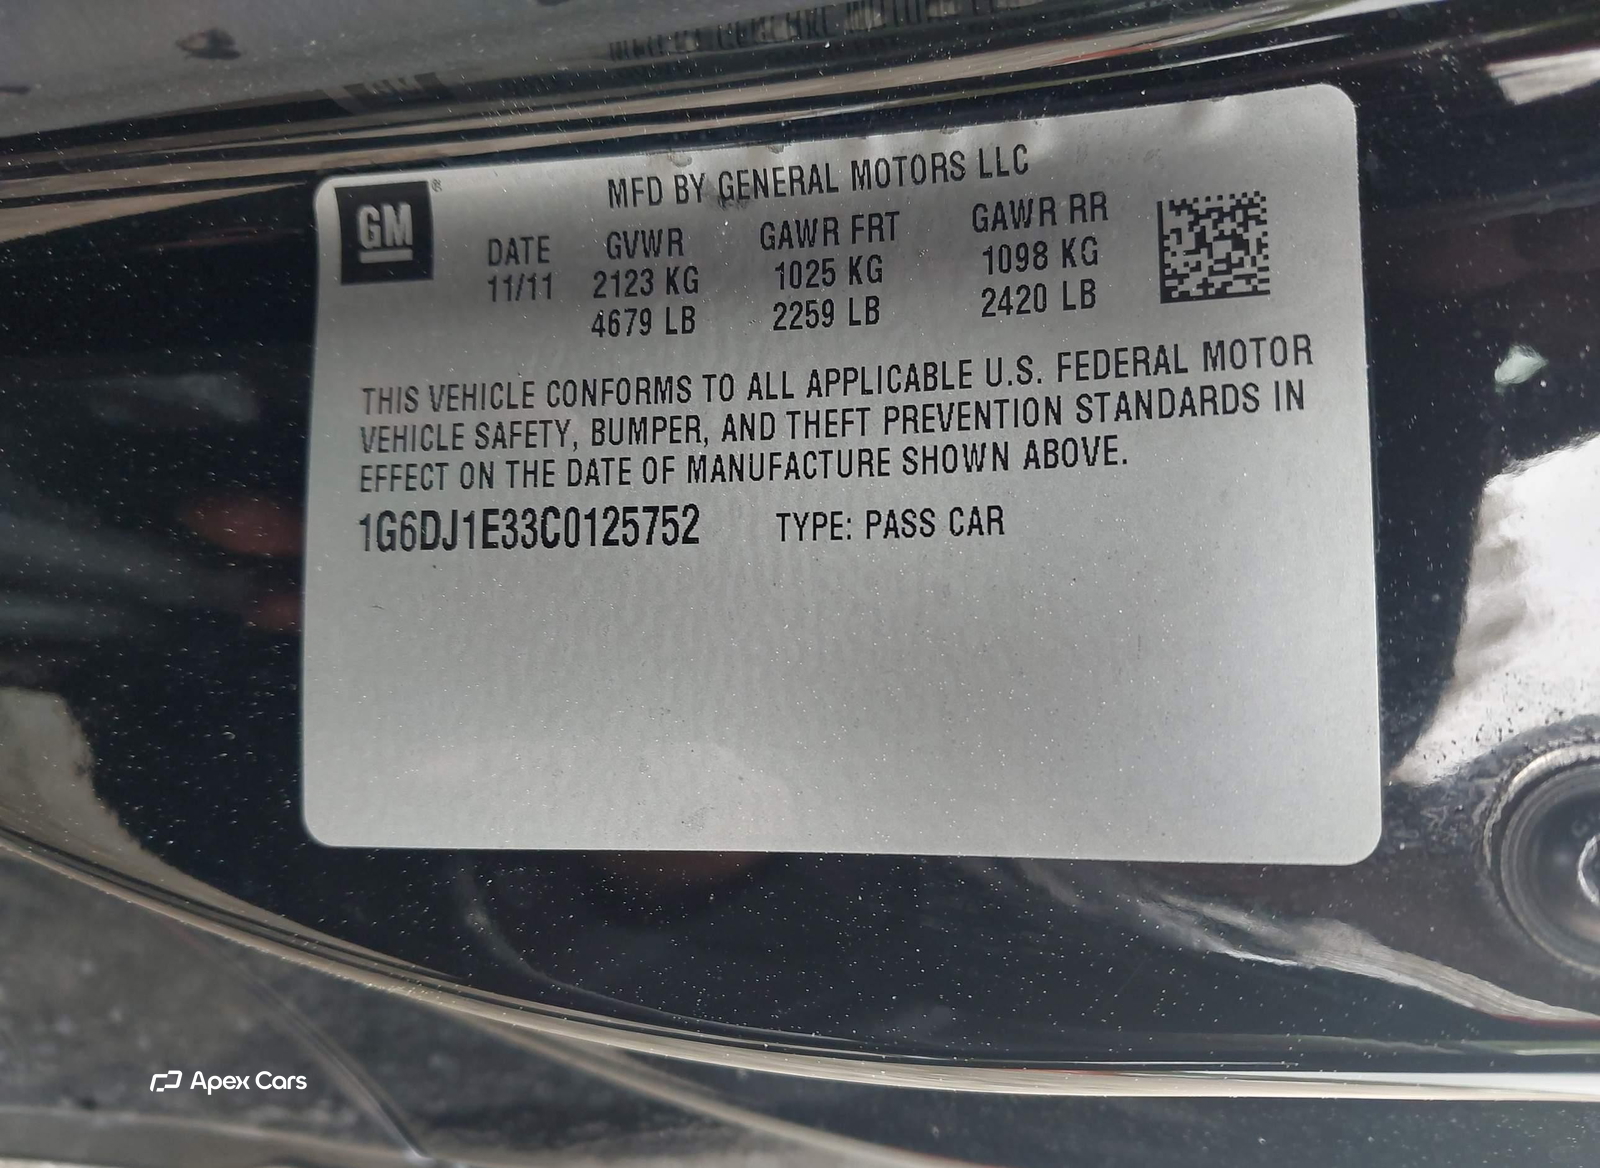 GM®
MFD BY GENERAL MOTORS LLC
DATE GVWR GAWR FRT GAWR RR
11/11 2123 KG 1025 KG 1098 KG
4679 LB 2259 LB 2420 LB
THIS VEHICLE CONFORMS TO ALL APPLICABLE U.S. FEDERAL MOTOR
VEHICLE SAFETY, BUMPER, AND THEFT PREVENTION STANDARDS IN
EFFECT ON THE DATE OF MANUFACTURE SHOWN ABOVE.
1G6DJ1E33C0125752 TYPE: PASS CAR
Apex Cars